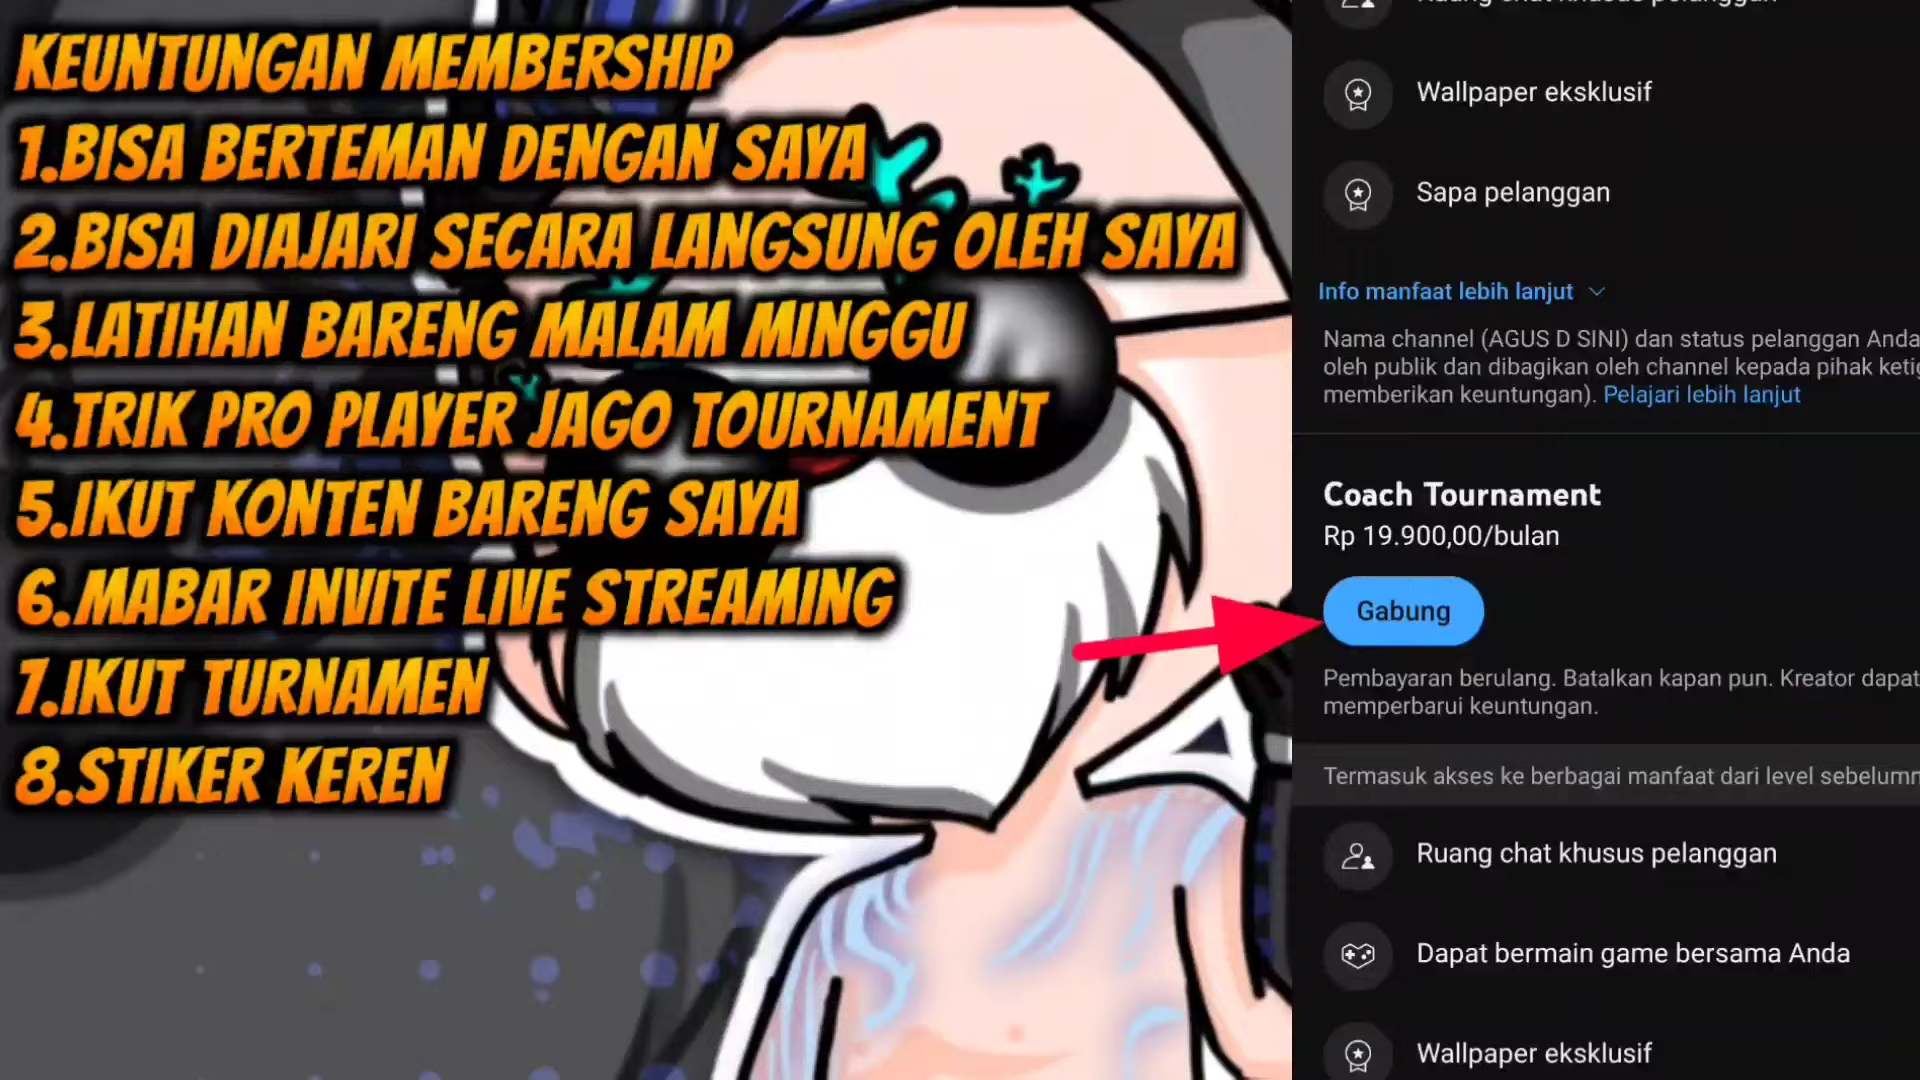 KEUNTUNGAN MEMBERSHIP
1.BISA BERTEMAN DENGAN SAYA
2.BISA DIAJARI SECARA LANGSUNG OLEH SAYA
3.LATIHAN BARENG MALAM MINGGU
4.TRIK PRO PLAYER JAGO TOURNAMENT
5.IKUT KONTEN BARENG SAYA
6.MABAR INVITE LIVE STREAMING
7.IKUT TURNAMEN
8.STIKER KEREN
Ruang chat khusus pelanggan
Wallpaper eksklusif
Sapa pelanggan
Info manfaat lebih lanjut
Nama channel (AGUS D SINI) dan status pelanggan Anda
oleh publik dan dibagikan oleh channel kepada pihak
memberikan keuntungan). Pelajari lebih lanjut
Coach Tournament
Rp 19.900,00/bulan
Gabung
Pembayaran berulang. Batalkan kapan pun. Kreator dapat
memperbarui keuntungan.
Termasuk akses ke berbagai manfaat dari level
Ruang chat khusus pelanggan
Dapat bermain game bersama Anda
Wallpaper eksklusif